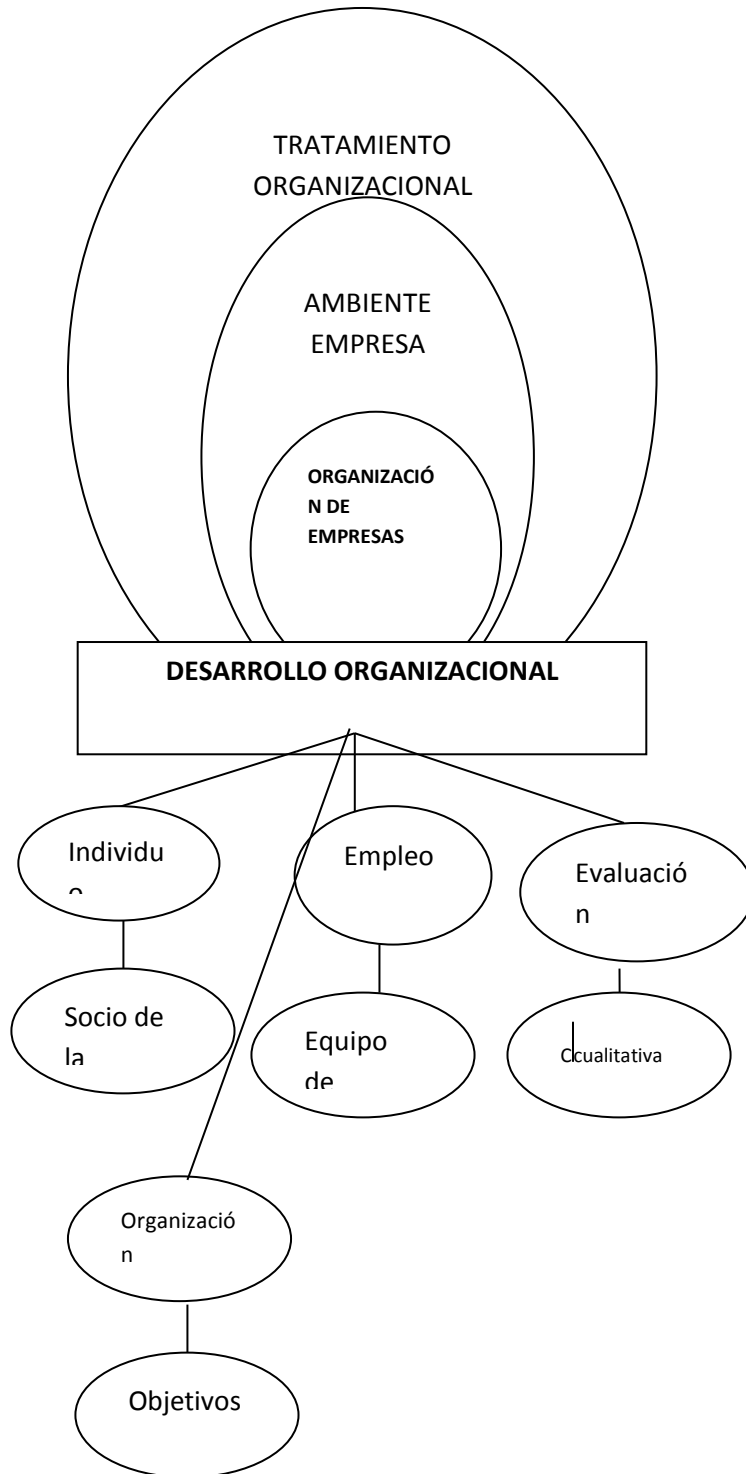 TRATAMIENTO
ORGANIZACIONAL
AMBIENTE
EMPRESA
ORGANIZACIÓ
N DE
EMPRESAS
DESARROLLO ORGANIZACIONAL
Individu
o
Empleo
Evaluació
n
Socio de
la
Equipo
de
Ccualitativa
Organizació
n
Objetivos